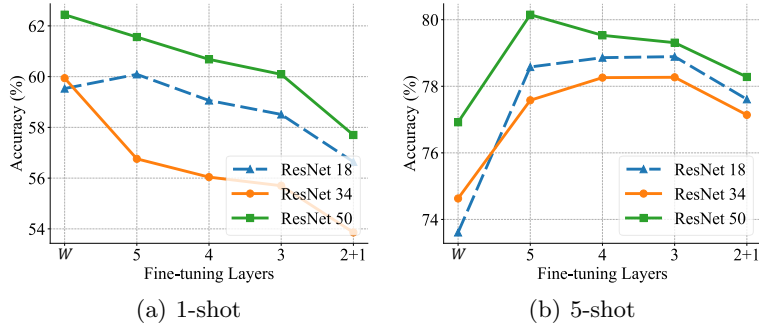 62
60
58
56
54
Accuracy (%)
ResNet 18
ResNet 34
ResNet 50
W 5 4 3 2+1
Fine-tuning Layers
(a) 1-shot
80
78
76
74
Accuracy (%)
ResNet 18
ResNet 34
ResNet 50
W 5 4 3 2+1
Fine-tuning Layers
(b) 5-shot